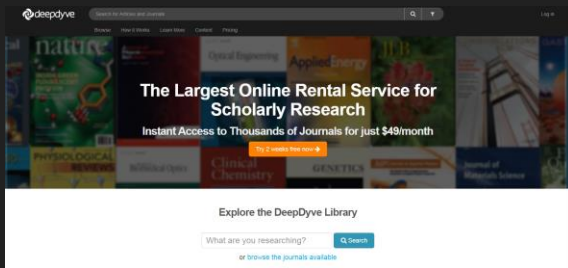 deepdyve
Search for Articles and Journals
Log in
Browse How It Works Learn More Contact Pricing
nature
Optical Engineering
Applied Energy
The Largest Online Rental Service for
Scholarly Research
Instant Access to Thousands of Journals for just $49/month
Try 2 weeks free now
PHYSIOLOGICAL
REVIEWS
Biomedical Optics
Clinical
Chemistry
GENETICS
Journal of
Materials Science
Explore the DeepDyve Library
What are you researching?
Search
or browse the journals available.